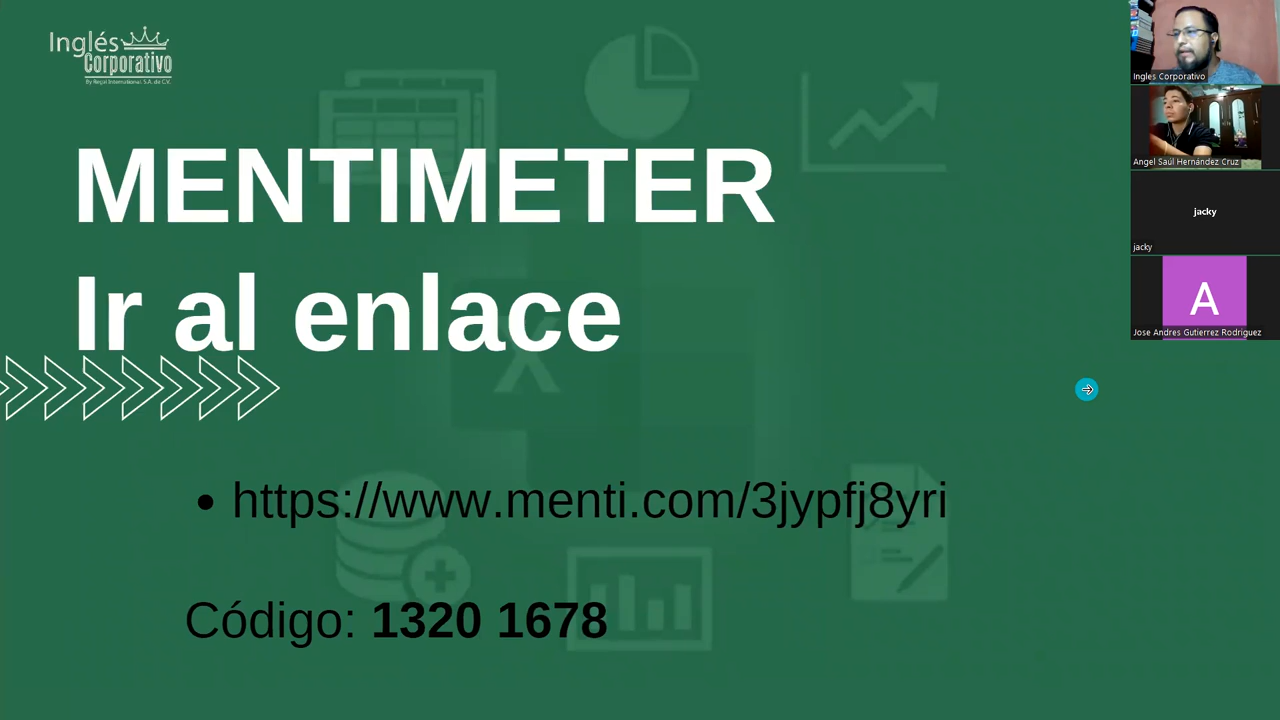 Inglés
Corporativo
By Regal International, S.A. de C.V.
MENTIMETER
Ir al enlace
• https://www.menti.com/3jypfj8yri
Código: 1320 1678
Ingles Corporativo
Angel Saúl Hernández Cruz
jacky
jacky
A
Jose Andres Gutierrez Rodriguez